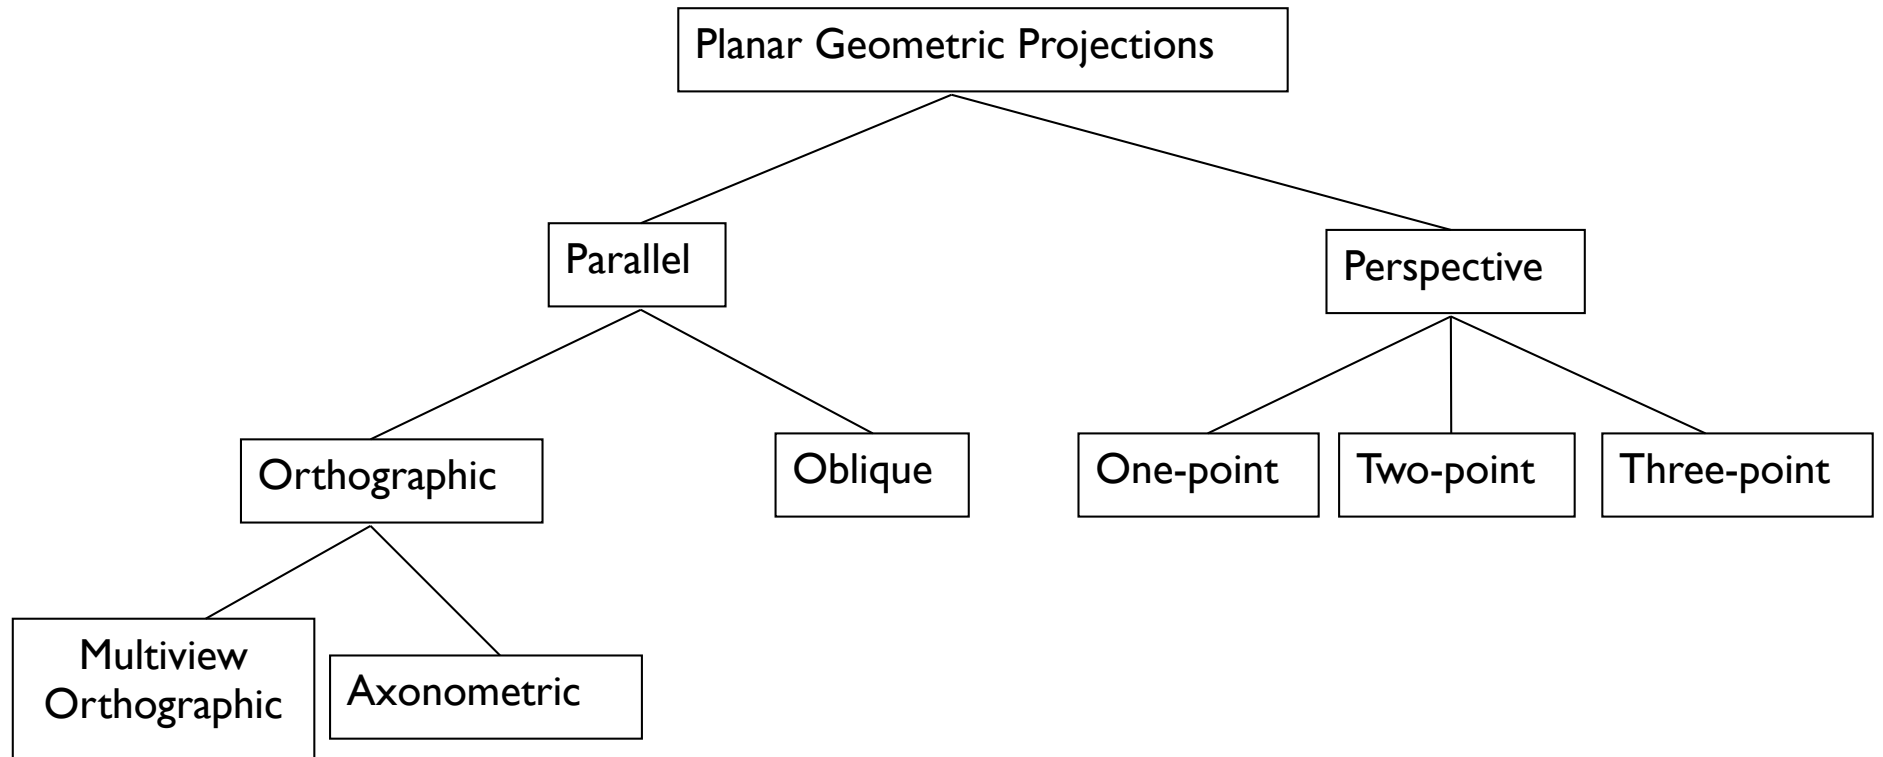 Planar Geometric Projections
Parallel
Perspective
Orthographic
Oblique
One-point
Two-point
Three-point
Multiview
Orthographic
Axonometric